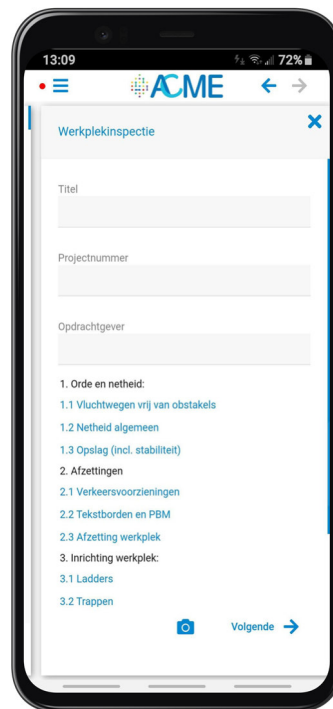 13:09
72%
ACME
Werkplekinspectie
Titel
Projectnummer
Opdrachtgever
1. Orde en netheid:
1.1 Vluchtwegen vrij van obstakels
1.2 Netheid algemeen
1.3 Opslag (incl. stabiliteit)
2. Afzettingen
2.1 Verkeersvoorzieningen
2.2 Tekstborden en PBM
2.3 Afzetting werkplek
3. Inrichting werkplek:
3.1 Ladders
3.2 Trappen
Volgende